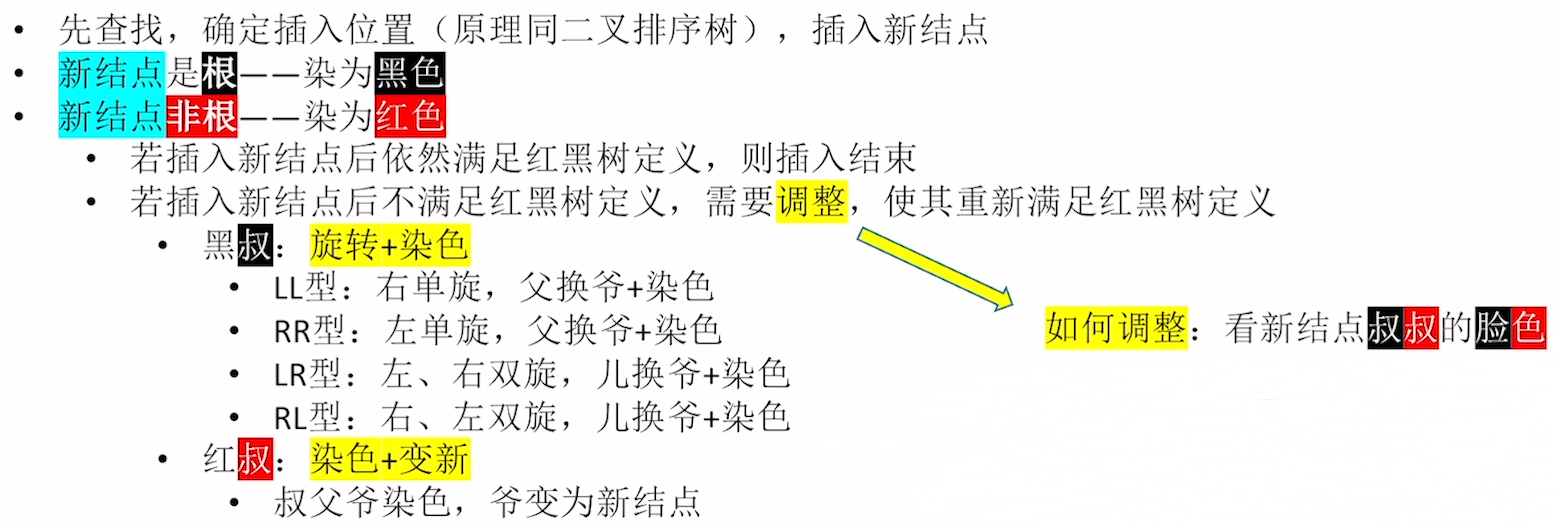 • 先查找，确定插入位置（原理同二叉排序树），插入新结点
• 新结点是根——染为黑色
• 新结点非根——染为红色
• 若插入新结点后依然满足红黑树定义，则插入结束
• 若插入新结点后不满足红黑树定义，需要调整，使其重新满足红黑树定义
• 黑叔：旋转+染色
• LL型：右单旋，父换爷+染色
• RR型：左单旋，父换爷+染色
• LR型：左、右双旋，儿换爷+染色
• RL型：右、左双旋，儿换爷+染色
• 红叔：染色+变新
• 叔父爷染色，爷变为新结点
如何调整：看新结点叔叔的脸色